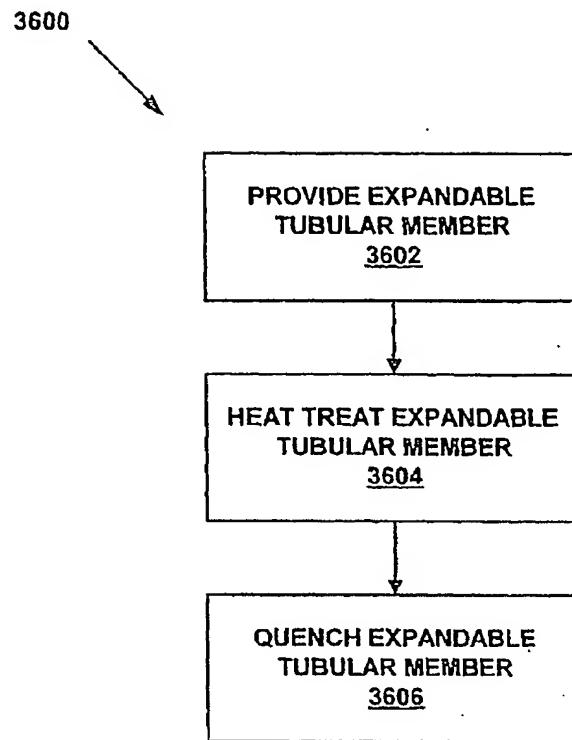 3600
PROVIDE EXPANDABLE
TUBULAR MEMBER
3602
HEAT TREAT EXPANDABLE
TUBULAR MEMBER
3604
QUENCH EXPANDABLE
TUBULAR MEMBER
3606